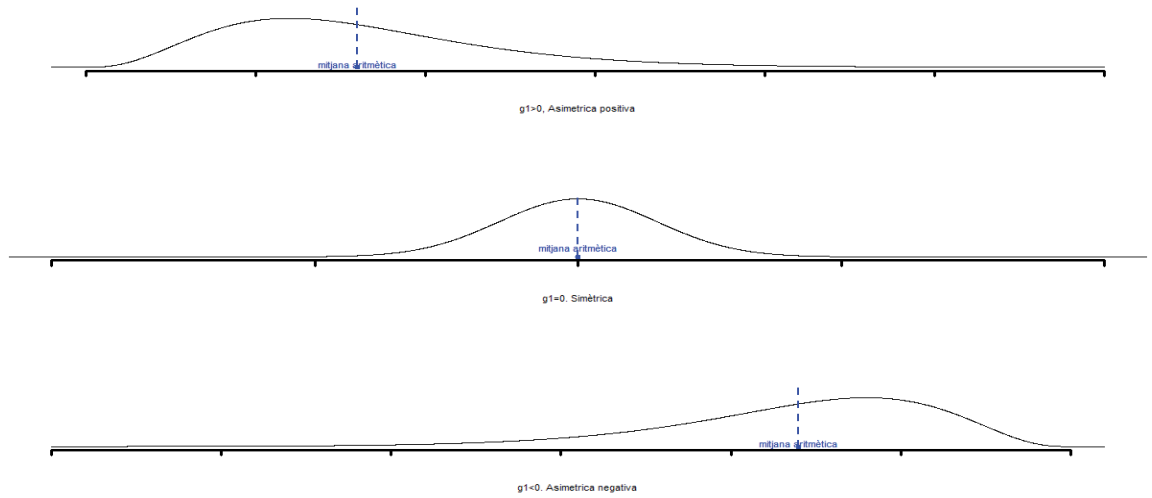 mitjana aritmètica
g1>0, Asimetrica positiva
mitjana aritmètica
g1=0. Simètrica
mitjana aritmètica
g1<0. Asimetrica negativa